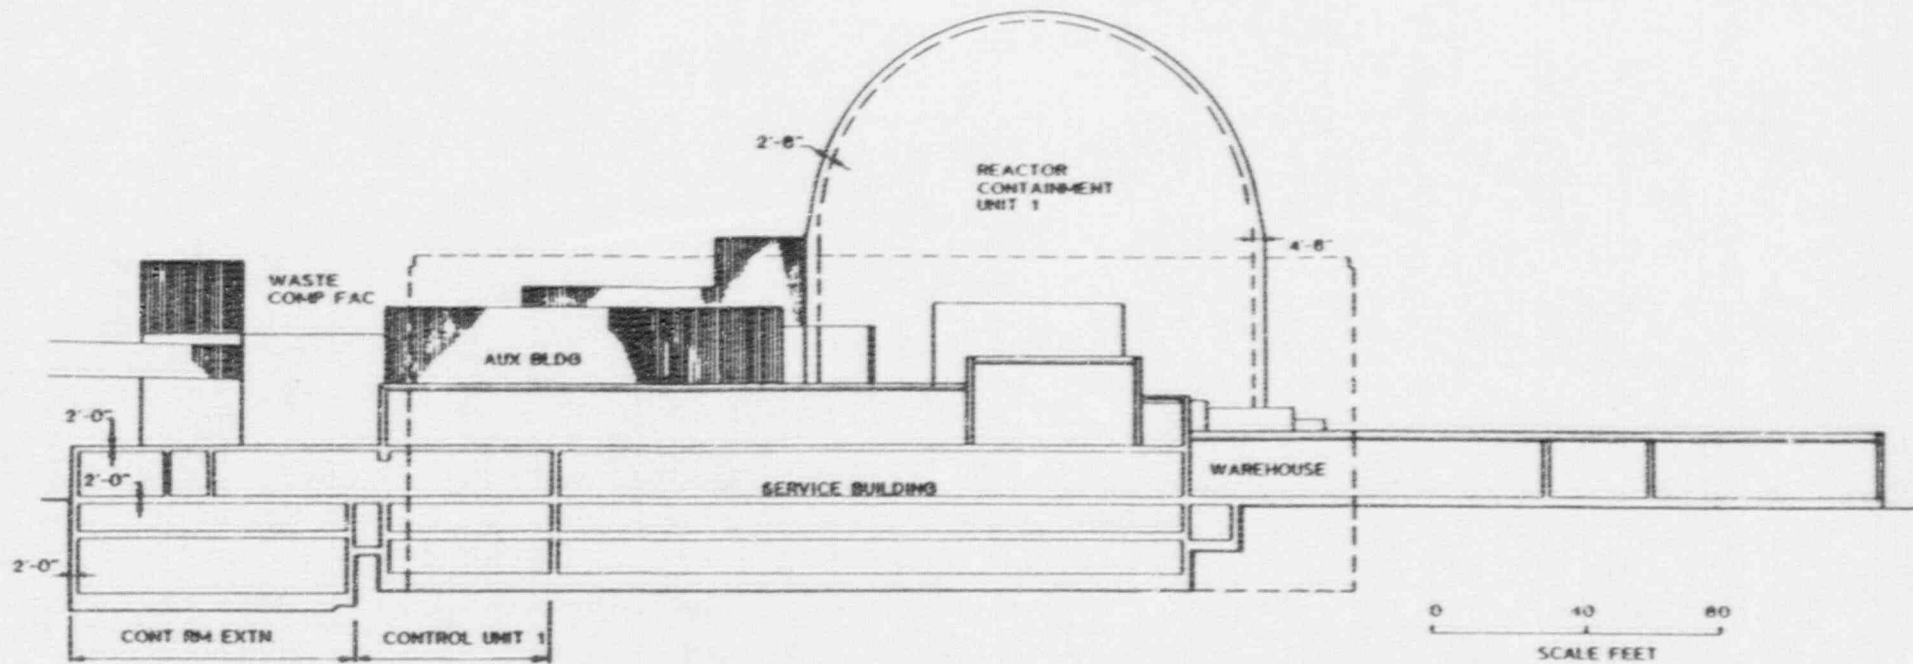 2'-6"
REACTOR
CONTAINMENT
UNIT 1
4'-6"
WASTE
COMP FAC
AUX BLDG
2'-0"
2'-0"
WAREHOUSE
SERVICE BUILDING
2'-0"
0 40 80
CONT RM EXTN
CONTROL UNIT 1
SCALE FEET